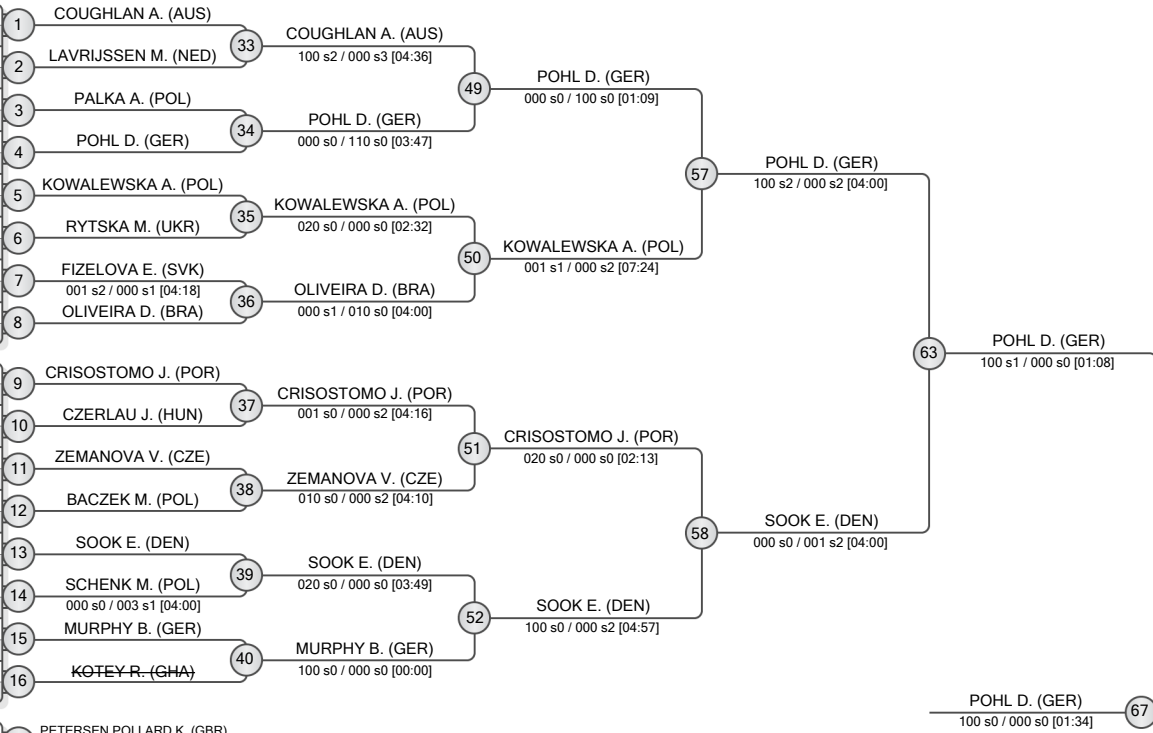 1
COUGHLAN A. (AUS)
2
LAVRIJSSEN M. (NED)
33
COUGHLAN A. (AUS)
100 s2 / 000 s3 [04:36]
3
PALKA A. (POL)
4
POHL D. (GER)
34
POHL D. (GER)
000 s0 / 110 s0 [03:47]
49
POHL D. (GER)
000 s0 / 100 s0 [01:09]
5
KOWALEWSKA A. (POL)
6
RYTSKA M. (UKR)
35
KOWALEWSKA A. (POL)
020 s0 / 000 s0 [02:32]
7
FIZELOVA E. (SVK)
001 s2 / 000 s1 [04:18]
8
OLIVEIRA D. (BRA)
36
OLIVEIRA D. (BRA)
000 s1 / 010 s0 [04:00]
50
KOWALEWSKA A. (POL)
001 s1 / 000 s2 [07:24]
57
POHL D. (GER)
100 s2 / 000 s2 [04:00]
9
CRISOSTOMO J. (POR)
10
CZERLAU J. (HUN)
37
CRISOSTOMO J. (POR)
001 s0 / 000 s2 [04:16]
11
ZEMANOVA V. (CZE)
12
BACZEK M. (POL)
38
ZEMANOVA V. (CZE)
010 s0 / 000 s2 [04:10]
51
CRISOSTOMO J. (POR)
020 s0 / 000 s0 [02:13]
13
SOOK E. (DEN)
14
SCHENK M. (POL)
000 s0 / 003 s1 [04:00]
39
SOOK E. (DEN)
020 s0 / 000 s0 [03:49]
15
MURPHY B. (GER)
16
KOTEY R. (GHA)
40
MURPHY B. (GER)
100 s0 / 000 s0 [00:00]
52
SOOK E. (DEN)
100 s0 / 000 s2 [04:57]
58
SOOK E. (DEN)
000 s0 / 001 s2 [04:00]
63
POHL D. (GER)
100 s1 / 000 s0 [01:08]
POHL D. (GER)
100 s0 / 000 s0 [01:34]
67
PETERSEN POLLARD K. (GBR)